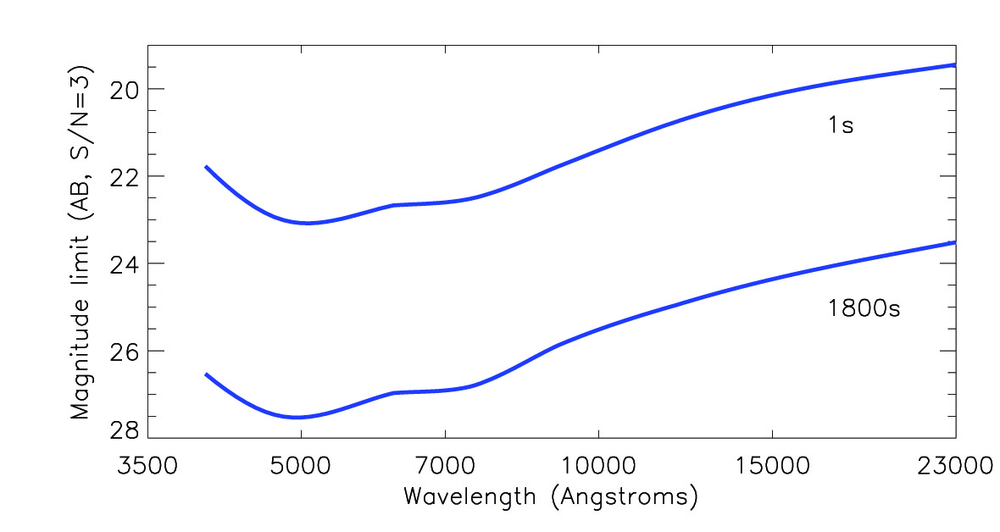 Magnitude limit (AB, S/N=3)
20
22
24
26
28
1s
1800s
3500 5000 7000 10000 15000 23000
Wavelength (Angstroms)